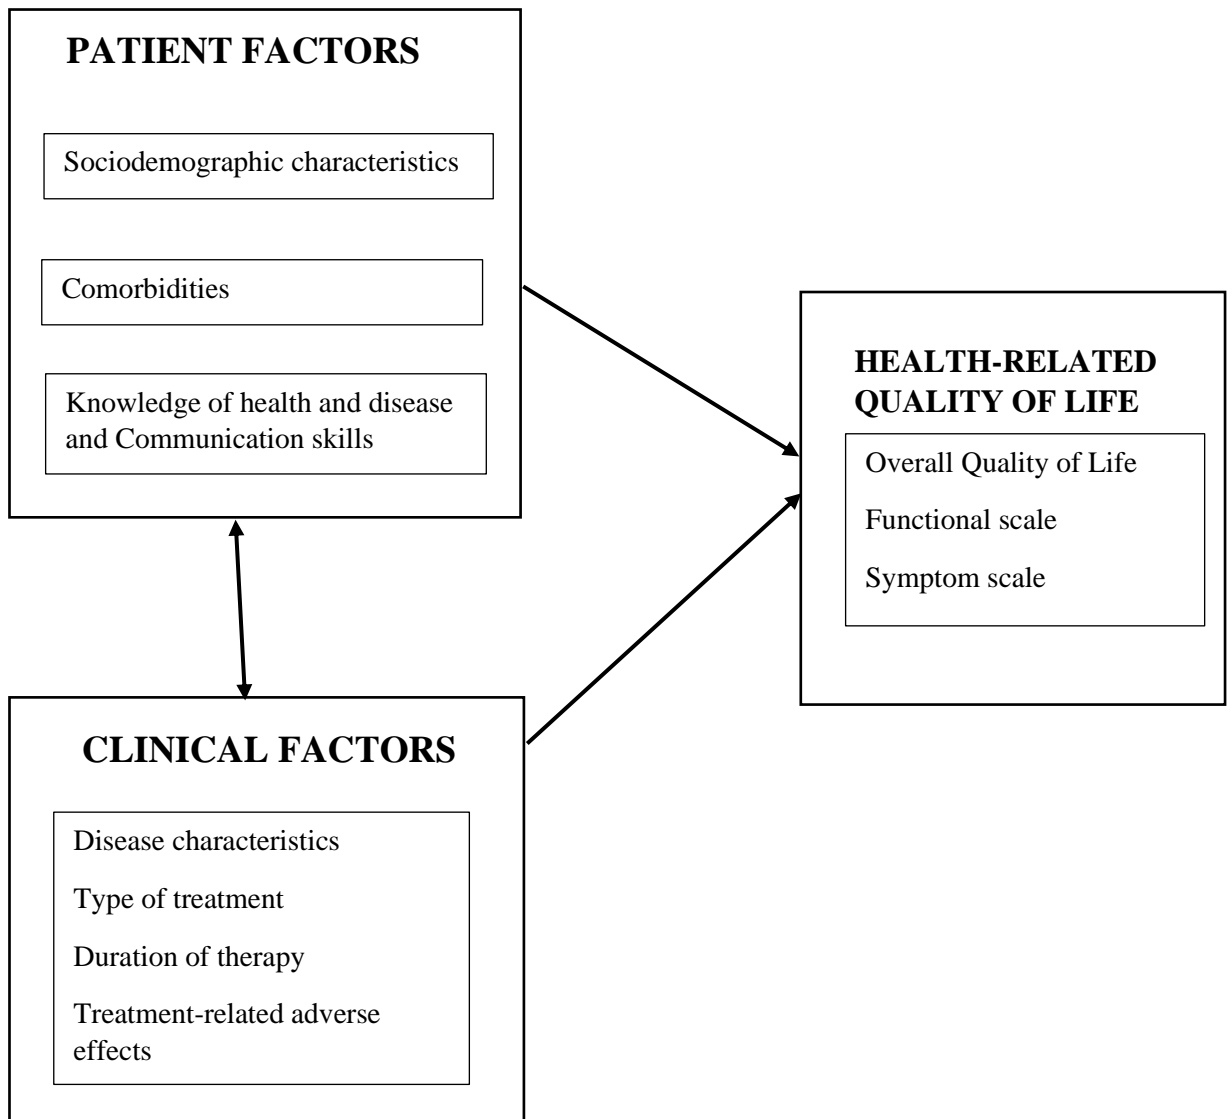 PATIENT FACTORS
Sociodemographic characteristics
Comorbidities
Knowledge of health and disease
and Communication skills
HEALTH-RELATED
QUALITY OF LIFE
Overall Quality of Life
Functional scale
Symptom scale
CLINICAL FACTORS
Disease characteristics
Type of treatment
Duration of therapy
Treatment-related adverse
effects